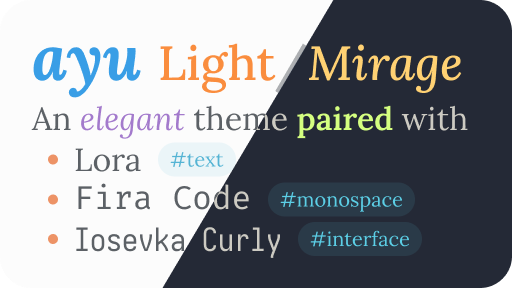 ayu Light / Mirage
An elegant theme paired with
• Lora #text
• Fira Code #monospace
• Iosevka Curly #interface